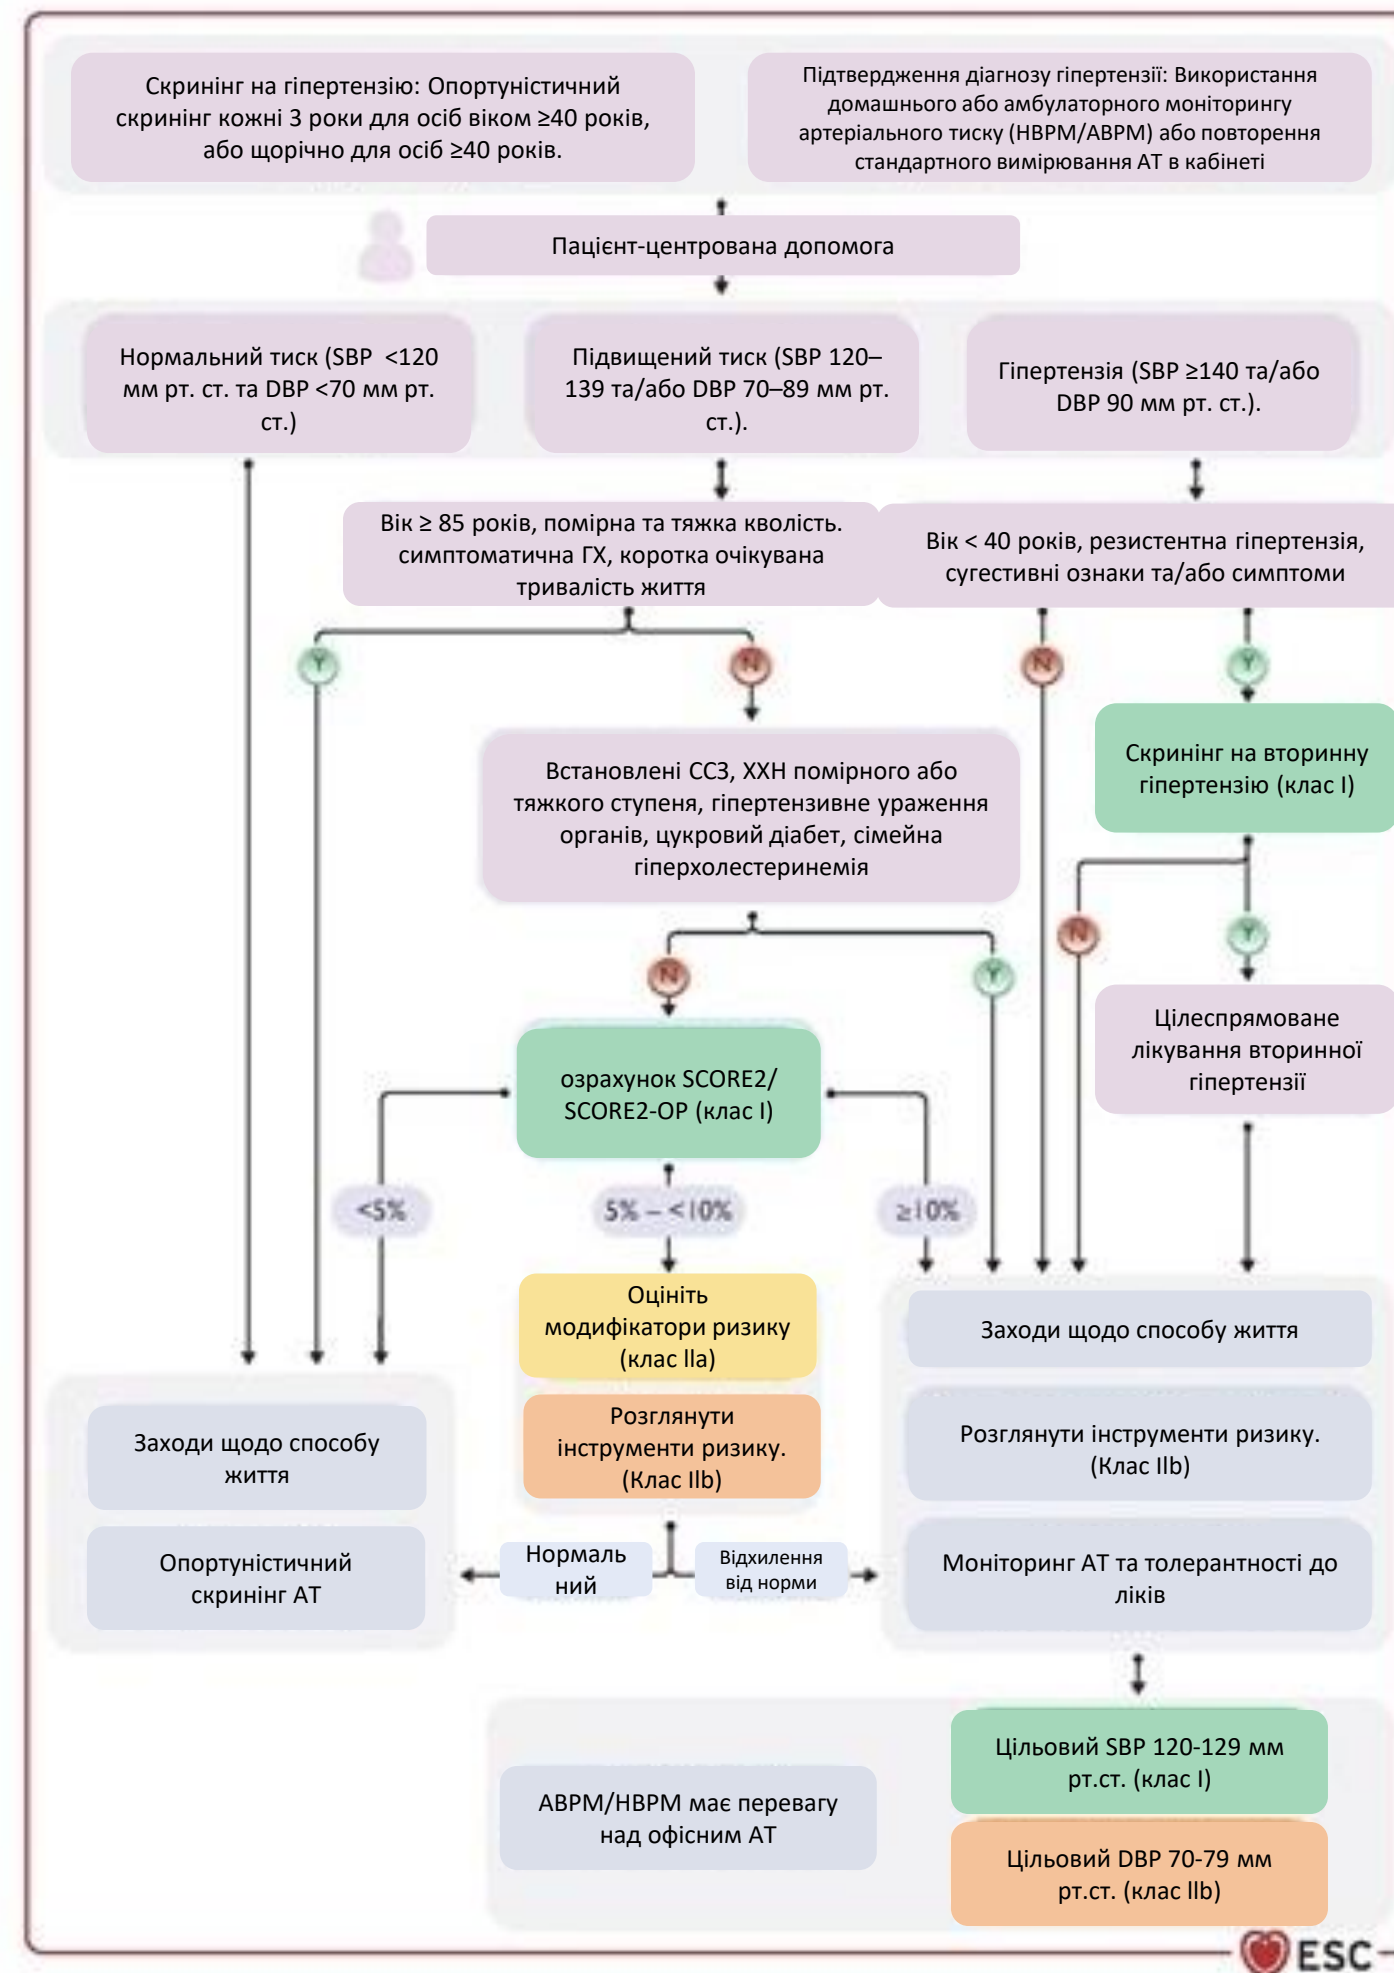 Скринінг на гіпертензію: Опортуністичний
скринінг кожні 3 роки для осіб віком ≥40 років,
або щорічно для осіб ≥40 років.
Підтвердження діагнозу гіпертензії: Використання
домашнього або амбулаторного моніторингу
артеріального тиску (HBPM/ABPM) або повторення
стандартного вимірювання АТ в кабінеті
Пацієнт-центрована допомога
Нормальний тиск (SBP <120
мм рт. ст. та DBP <70 мм рт.
ст.)
Підвищений тиск (SBP 120–
139 та/або DBP 70–89 мм рт.
ст.).
Гіпертензія (SBP ≥140 та/або
DBP 90 мм рт. ст.).
Вік ≥ 85 років, помірна та тяжка кволість.
симптоматична ГХ, коротка очікувана
тривалість життя
Вік < 40 років, резистентна гіпертензія,
сугестивні ознаки та/або симптоми
Y
N
N
Y
Встановлені ССЗ, ХХН помірного або
тяжкого ступеня, гіпертензивне ураження
органів, цукровий діабет, сімейна
гіперхолестеринемія
Скринінг на вторинну
гіпертензію (клас I)
N
Y
N
Y
озрахунок SCORE2/
SCORE2-OP (клас I)
Цілеспрямоване
лікування вторинної
гіпертензії
<5%
5% – <10%
≥10%
Оцініть
модифікатори ризику
(клас lla)
Розглянути
інструменти ризику.
(Клас Ilb)
Заходи щодо способу життя
Розглянути інструменти ризику.
(Клас Ilb)
Моніторинг АТ та толерантності до
ліків
Заходи щодо способу
життя
Опортуністичний
скринінг АТ
Нормаль
ний
Відхилення
від норми
ABPM/HBPM має перевагу
над офісним АТ
Цільовий SBP 120-129 мм
рт.ст. (клас I)
Цільовий DBP 70-79 мм
рт.ст. (клас llb)
ESC